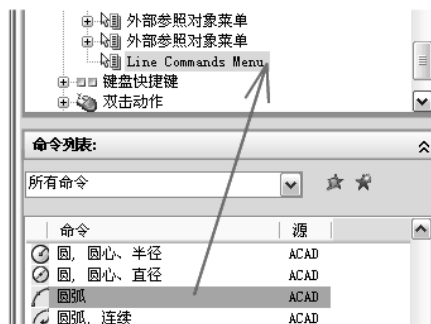 外部参照对象菜单
外部参照对象菜单
Line Commands Menu
键盘快捷键
双击动作
命令列表:
所有命令
命令 源
圆, 圆心、半径 ACAD
圆, 圆心、直径 ACAD
圆弧 ACAD
圆弧, 连续 ACAD